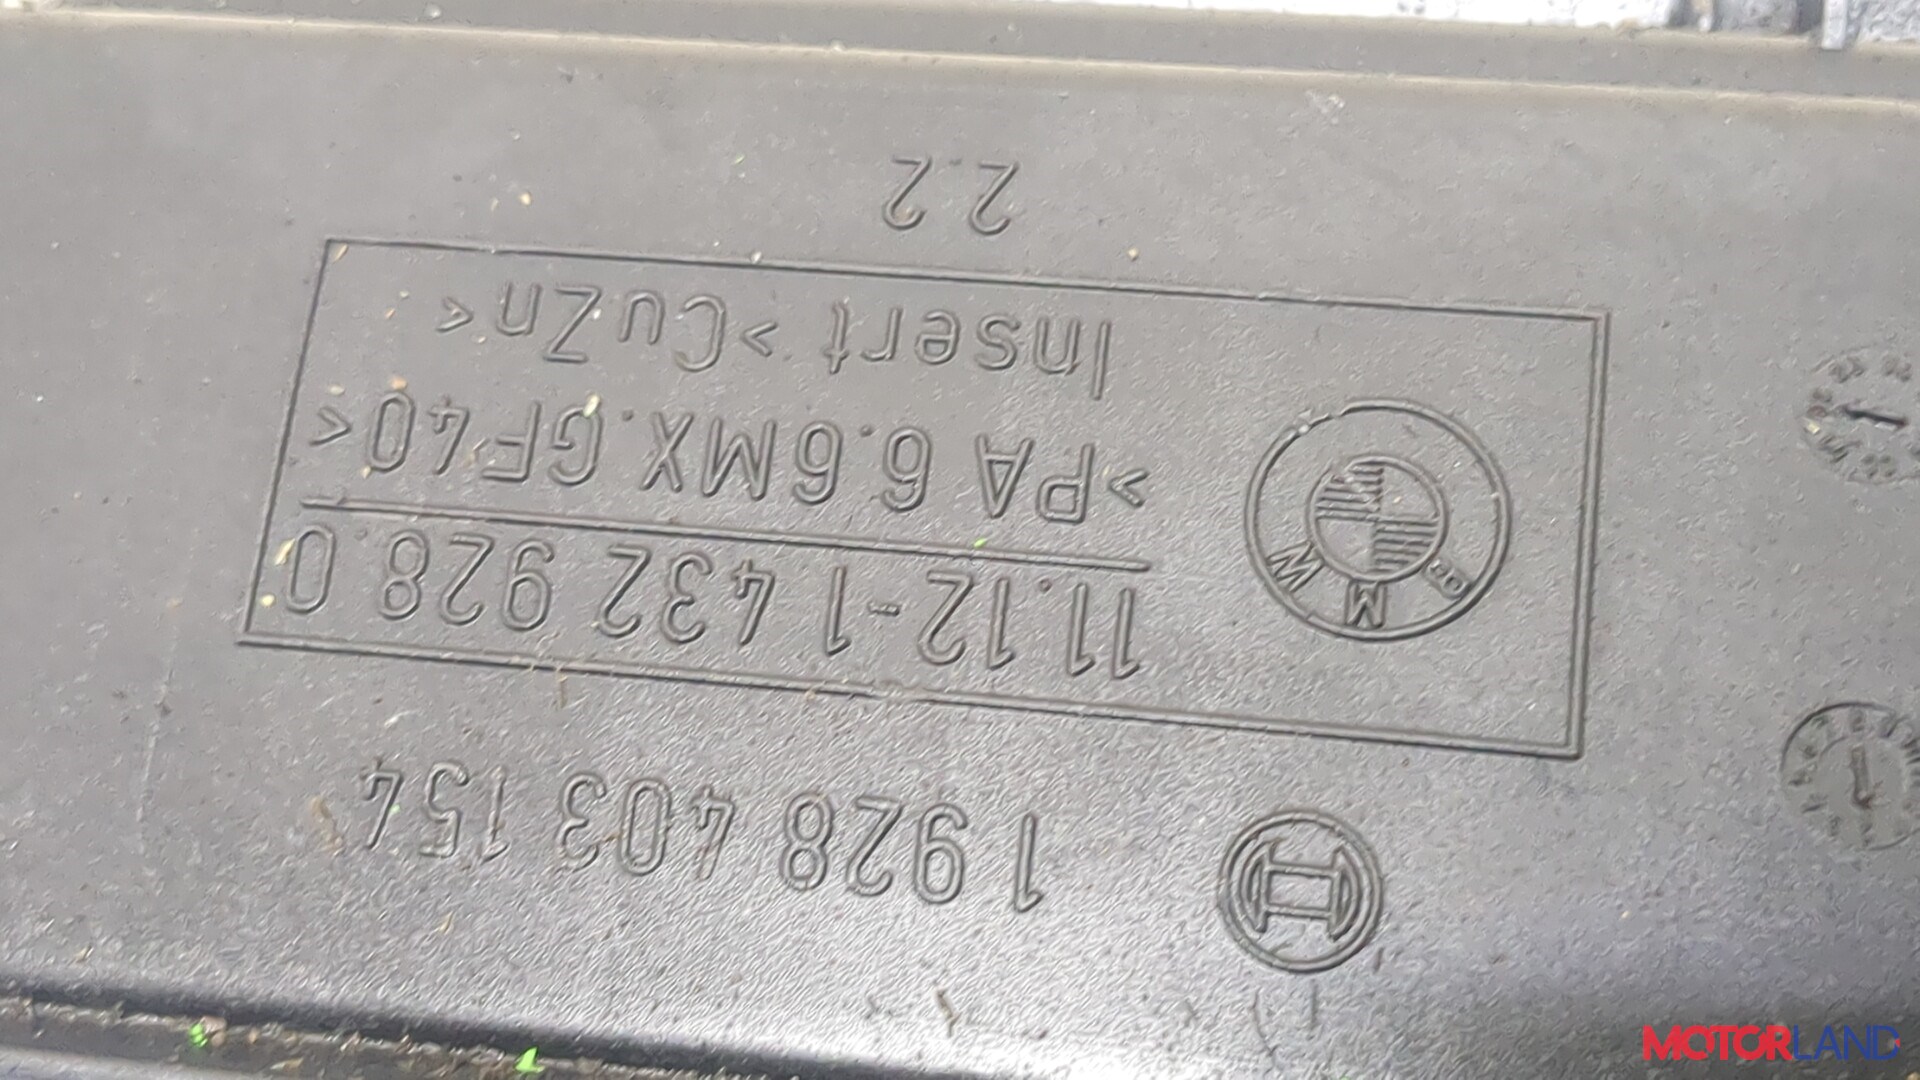 1 928 403 154
BMW
11.12-1 432 928.0
>PA 6.6MX.GF40<
Insert >CuZn<
2.2
MOTORLAND